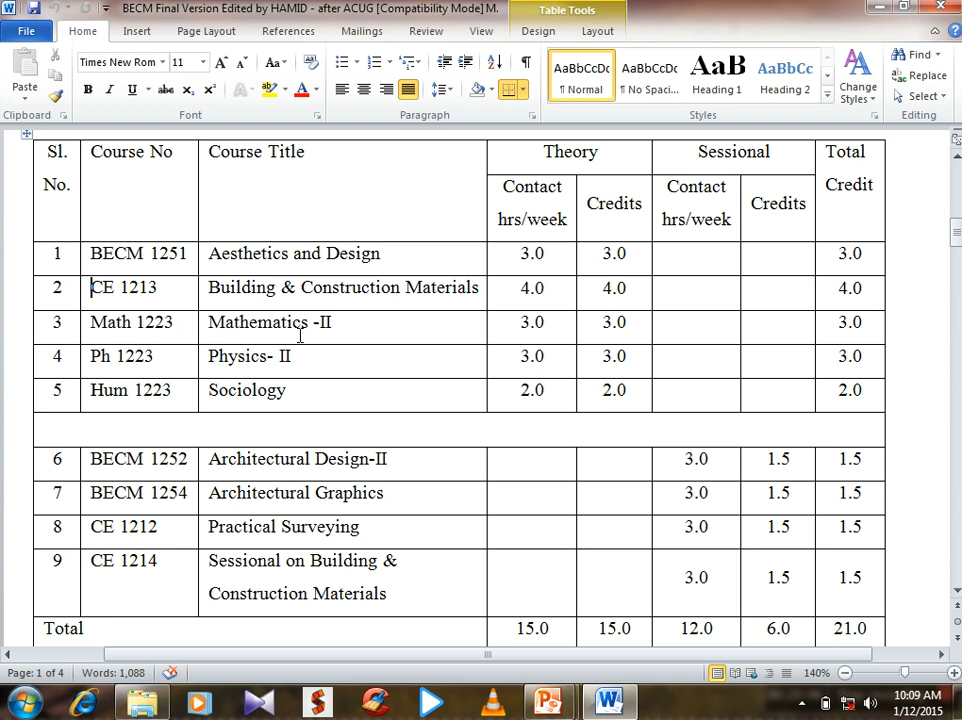 BECM Final Version Edited by HAMID - after ACUG [Compatibility Mode] M.
Table Tools
File Home Insert Page Layout References Mailings Review View Design Layout
Paste
Times New Rom 11
B I U abc x₂ x² A A
Aa
AaBbCcDc AaBbCcDc AaB AaBbCc
¶ Normal ¶ No Spaci... Heading 1 Heading 2
Change Styles
Find
Replace
Select
Clipboard Font Paragraph Styles Editing
Sl. No. Course No Course Title Theory Sessional Total Credit
Contact hrs/week Credits Contact hrs/week Credits
1 BECM 1251 Aesthetics and Design 3.0 3.0 3.0
2 CE 1213 Building & Construction Materials 4.0 4.0 4.0
3 Math 1223 Mathematics -II 3.0 3.0 3.0
4 Ph 1223 Physics- II 3.0 3.0 3.0
5 Hum 1223 Sociology 2.0 2.0 2.0
6 BECM 1252 Architectural Design-II 3.0 1.5 1.5
7 BECM 1254 Architectural Graphics 3.0 1.5 1.5
8 CE 1212 Practical Surveying 3.0 1.5 1.5
9 CE 1214 Sessional on Building &
Construction Materials 3.0 1.5 1.5
Total 15.0 15.0 12.0 6.0 21.0
Page: 1 of 4 Words: 1,088 140%
10:09 AM
1/12/2015